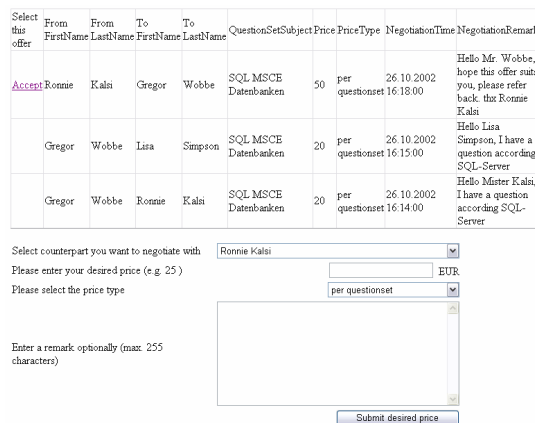 Select this offer From FirstName From LastName To FirstName To LastName QuestionSetSubject Price PriceType NegotiationTime NegotiationRemark
Accept Ronnie Kalsi Gregor Wobbe SQL MSCE Datenbanken 50 per questionset 26.10.2002 16:18:00 Hello Mr. Wobbe, hope this offer suits you, please refer back. thx Ronnie Kalsi
Gregor Wobbe Lisa Simpson SQL MSCE Datenbanken 20 per questionset 26.10.2002 16:15:00 Hello Lisa Simpson, I have a question according SQL-Server
Gregor Wobbe Ronnie Kalsi SQL MSCE Datenbanken 20 per questionset 26.10.2002 16:14:00 Hello Mister Kalsi, I have a question according SQL-Server
Select counterpart you want to negotiate with Ronnie Kalsi
Please enter your desired price (e.g. 25 ) EUR
Please select the price type per questionset
Enter a remark optionally (max. 255
characters)
Submit desired price